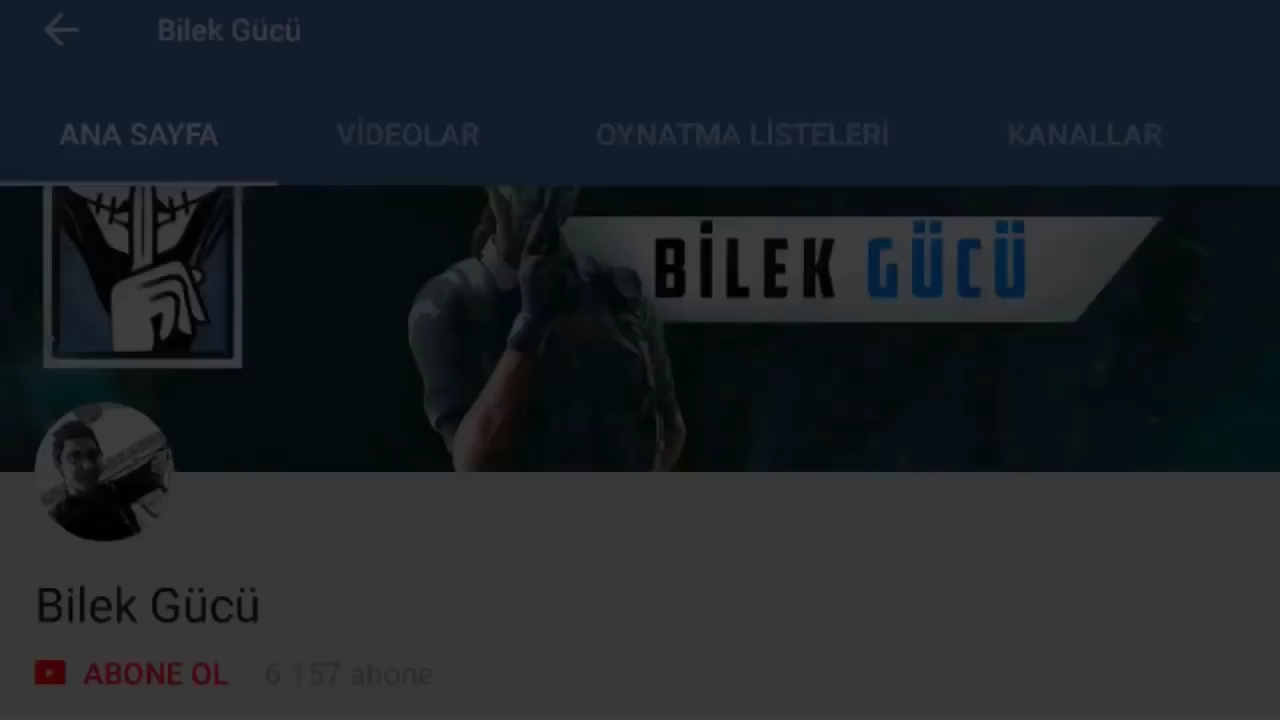 Bilek Gücü
ANA SAYFA VİDEOLAR OYNATMA LİSTELERİ KANALLAR
BİLEK GÜCÜ
Bilek Gücü
ABONE OL 6.157 abone